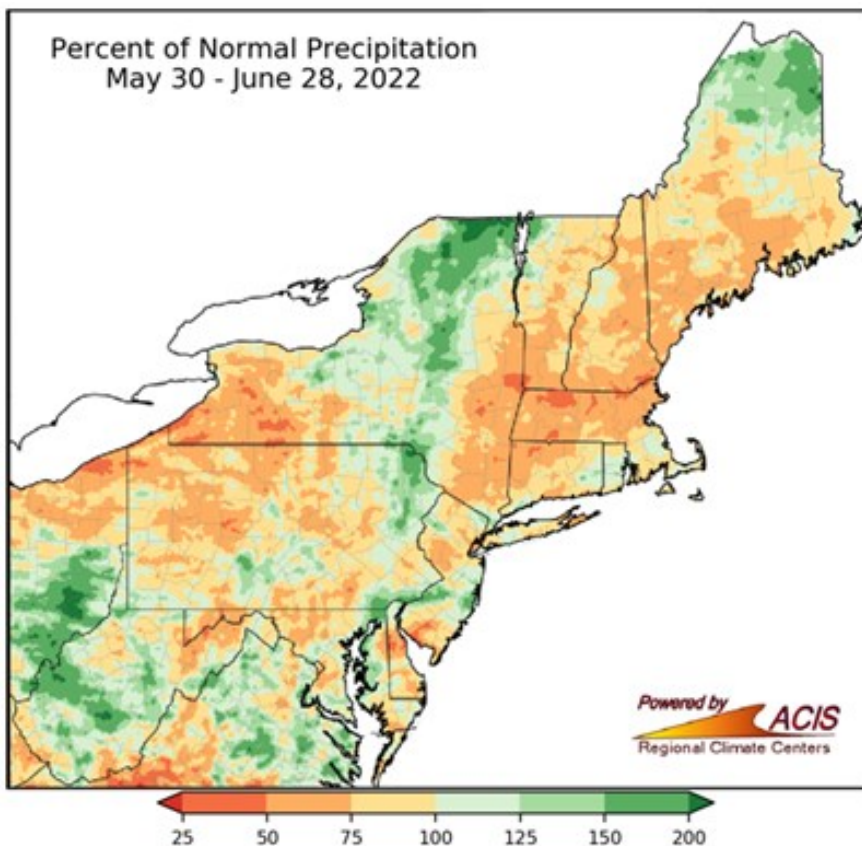 Percent of Normal Precipitation
May 30 - June 28, 2022
Powered by
ACIS
Regional Climate Centers
25 50 75 100 125 150 200